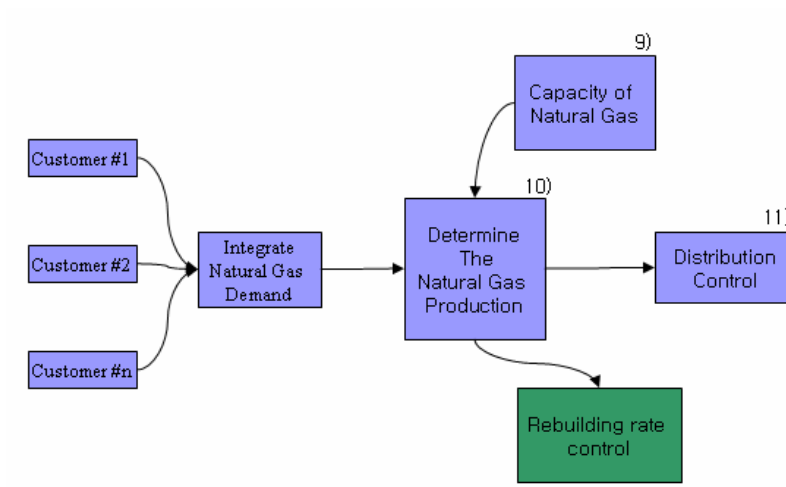 9)
Capacity of
Natural Gas
Customer #1
10)
11)
Customer #2
Integrate
Natural Gas
Demand
Determine
The
Natural Gas
Production
Distribution
Control
Customer #n
Rebuilding rate
control